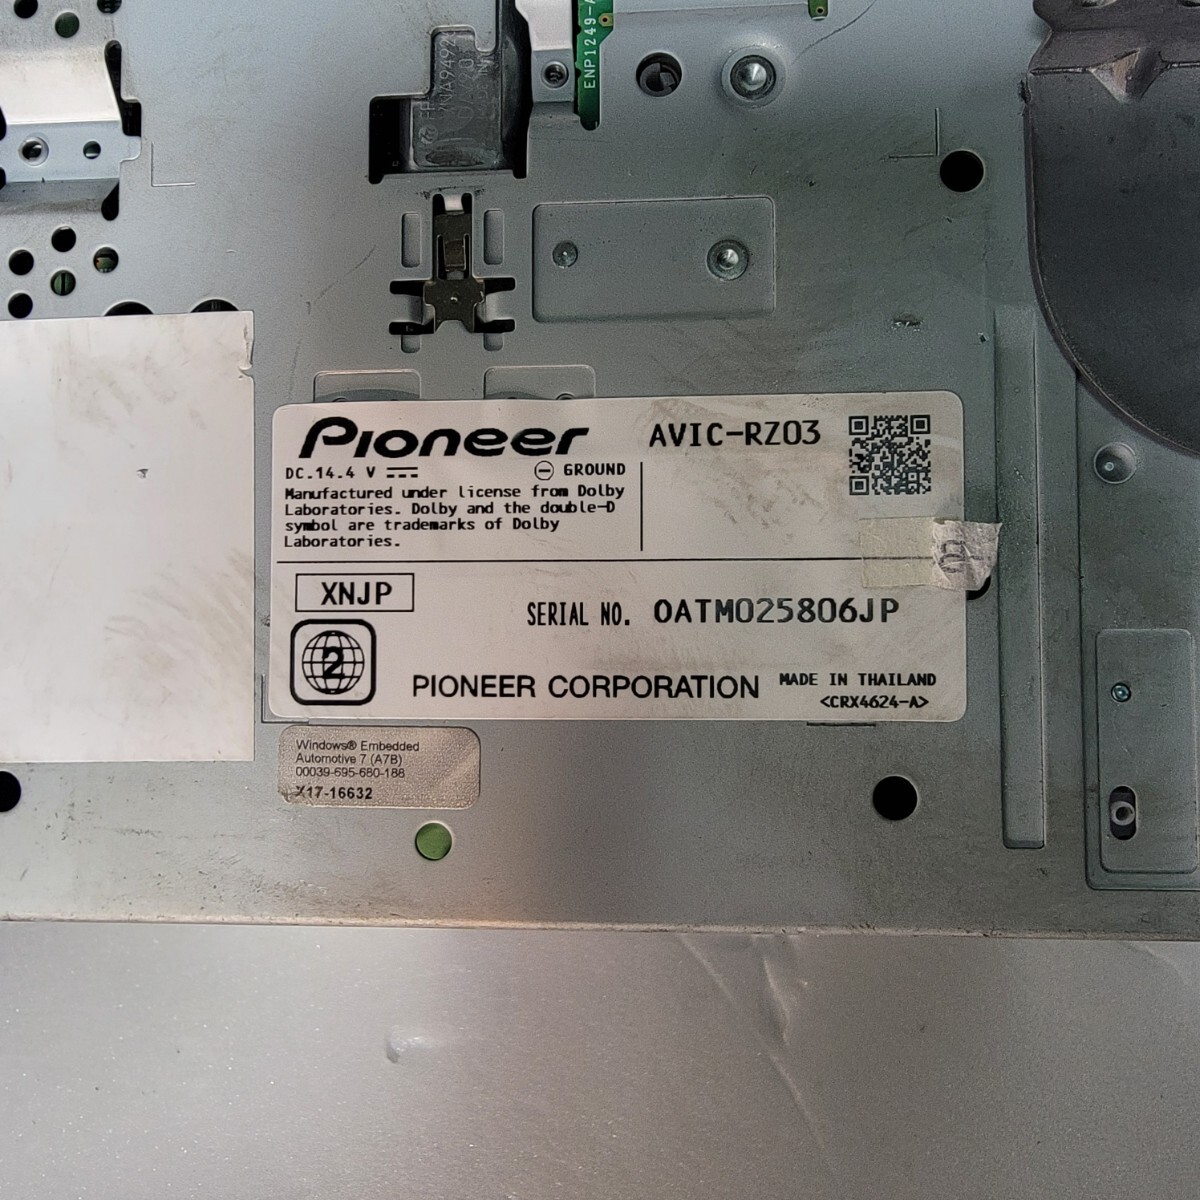 ENP1249-A
Pioneer
AVIC-RZ03
DC.14.4 V
GROUND
Manufactured under license from Dolby
Laboratories. Dolby and the double-D
symbol are trademarks of Dolby
Laboratories.
XNJP
SERIAL NO. OATM025806JP
2
PIONEER CORPORATION
MADE IN THAILAND
<CRX4624-A>
Windows® Embedded
Automotive 7 (A7B)
00039-695-680-188
X17-16632